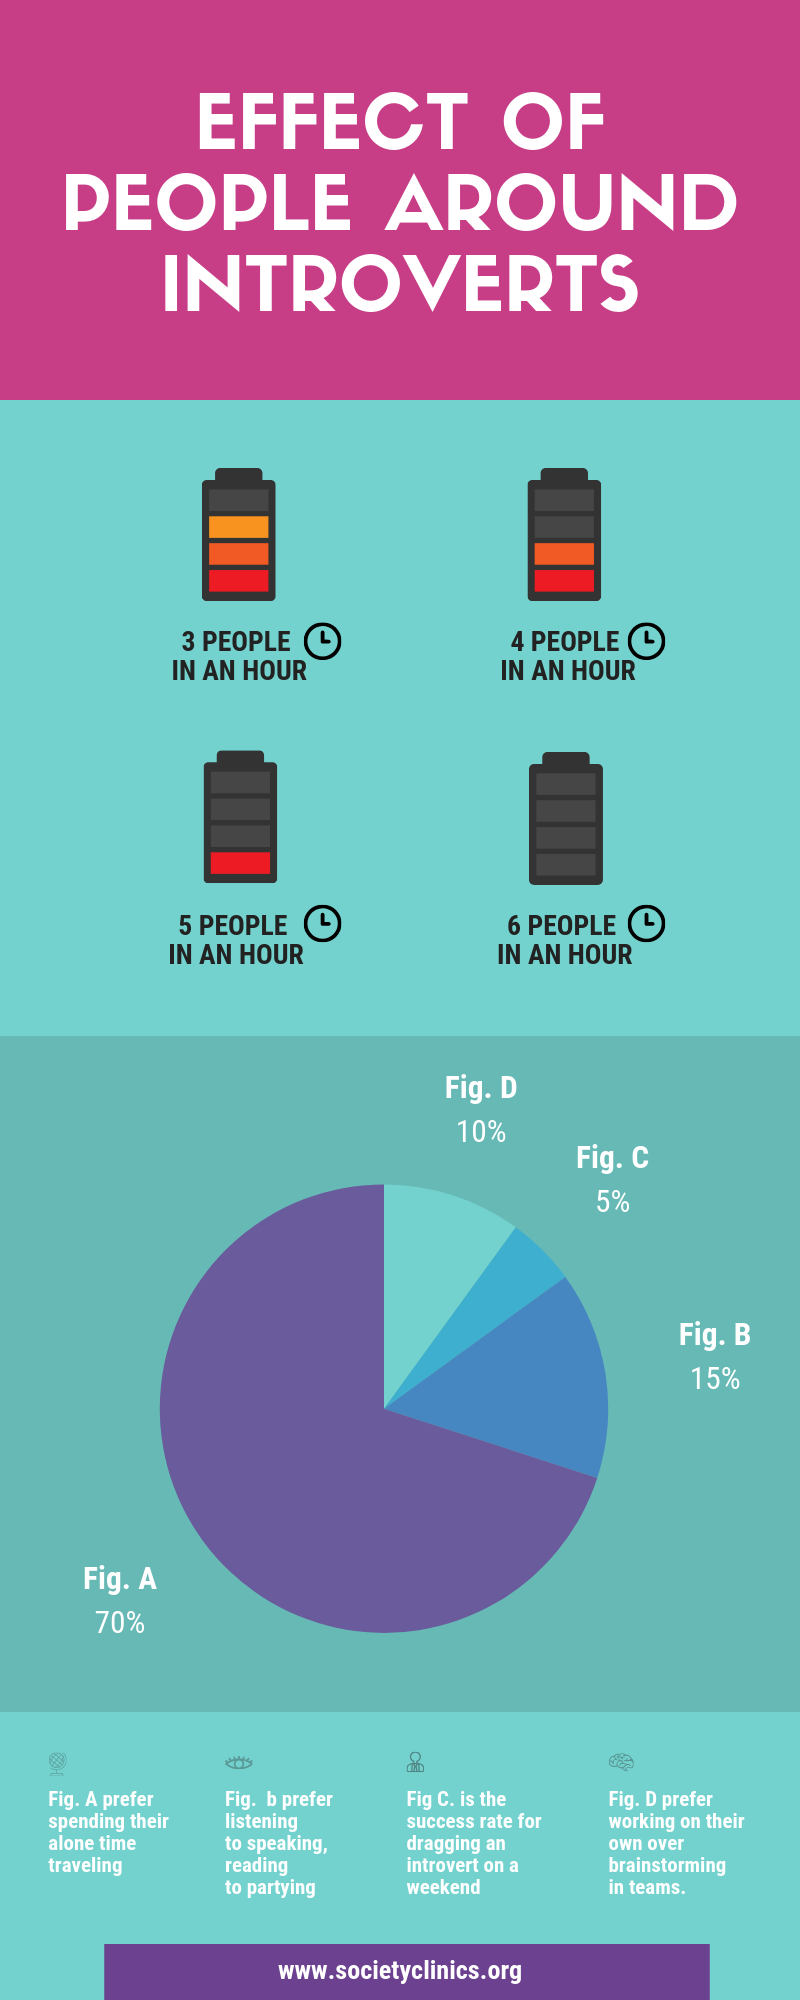 EFFECT OF
PEOPLE AROUND
INTROVERTS
3 PEOPLE
IN AN HOUR
4 PEOPLE
IN AN HOUR
5 PEOPLE
IN AN HOUR
6 PEOPLE
IN AN HOUR
Fig. D
10%
Fig. C
5%
Fig. B
15%
Fig. A
70%
Fig. A prefer
spending their
alone time
traveling
Fig. b prefer
listening
to speaking,
reading
to partying
Fig C. is the
success rate for
dragging an
introvert on a
weekend
Fig. D prefer
working on their
own over
brainstorming
in teams.
www.societyclinics.org